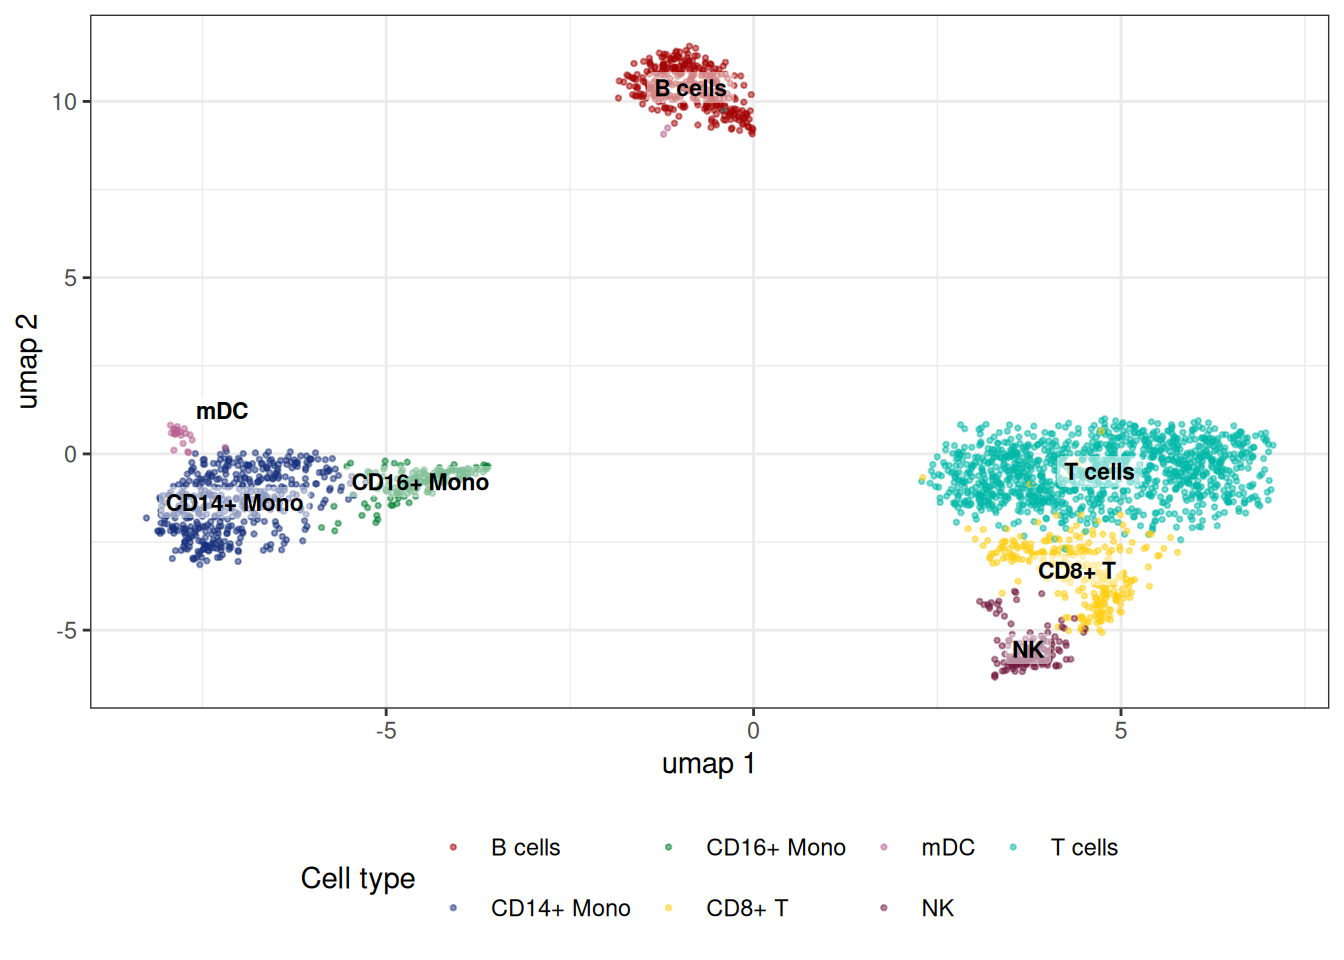 B cells
10
5
mDC
0
T cells
CD16+ Mono
CD14+ Mono
CD8+ T
-5
NK
-5
0
5
umap 1
umap 2
Cell type
B cells
CD16+ Mono
mDC
T cells
CD14+ Mono
CD8+ T
NK